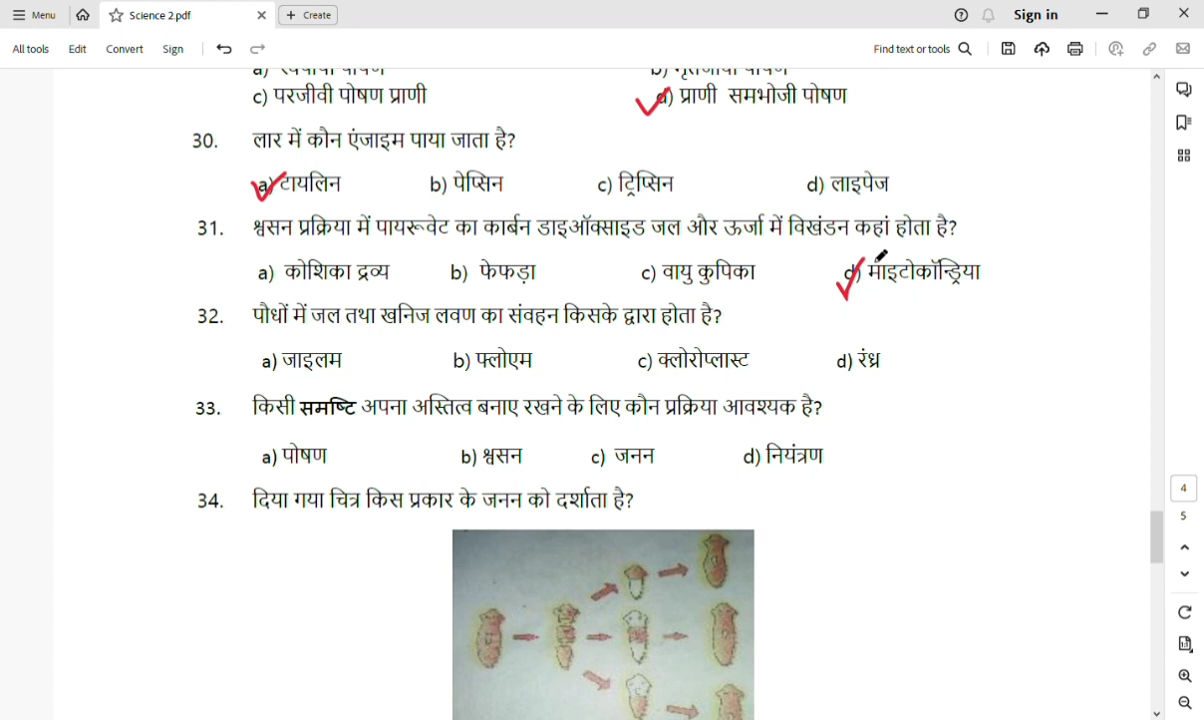 Menu
Science 2.pdf
Create
Sign in
All tools
Edit
Convert
Sign
Find text or tools
c) परजीवी पोषण प्राणी
d) प्राणी समभोजी पोषण
30. लार में कौन एंजाइम पाया जाता है?
a) टायलिन b) पेप्सिन c) ट्रिप्सिन d) लाइपेज
31. श्वसन प्रक्रिया में पायरूवेट का कार्बन डाइऑक्साइड जल और ऊर्जा में विखंडन कहां होता है?
a) कोशिका द्रव्य b) फेफड़ा c) वायु कुपिका d) माइटोकॉन्ड्रिया
32. पौधों में जल तथा खनिज लवण का संवहन किसके द्वारा होता है?
a) जाइलम b) फ्लोएम c) क्लोरोप्लास्ट d) रंध्र
33. किसी समष्टि अपना अस्तित्व बनाए रखने के लिए कौन प्रक्रिया आवश्यक है?
a) पोषण b) श्वसन c) जनन d) नियंत्रण
34. दिया गया चित्र किस प्रकार के जनन को दर्शाता है?
4
5